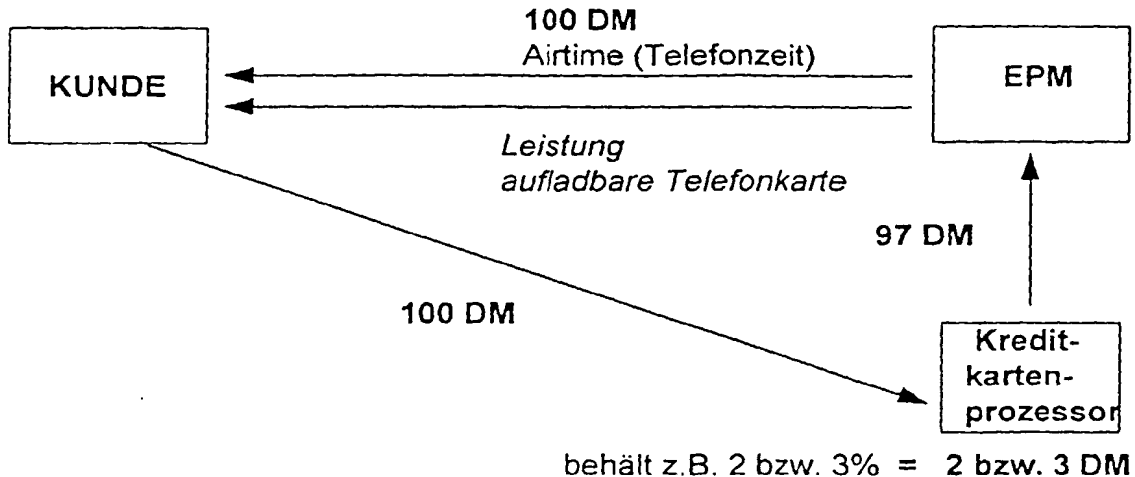 100 DM
Airtime (Telefonzeit)
KUNDE
EPM
Leistung
aufladbare Telefonkarte
97 DM
100 DM
Kredit-
karten-
prozessor
behält z.B. 2 bzw. 3% = 2 bzw. 3 DM